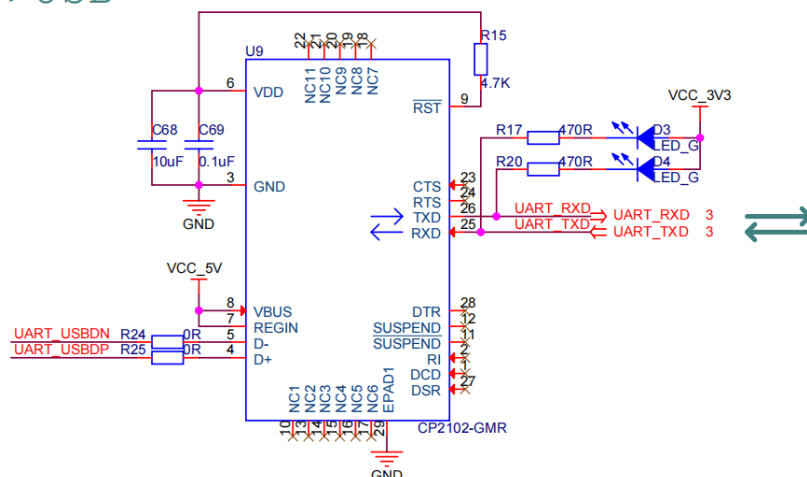 USB
U9
22 21 20 19 18
NC11 NC10 NC9 NC8 NC7
R15
4.7K
6 VDD
RST 9
VCC_3V3
C68 C69
10uF 0.1uF
R17 470R D3
LED_G
R20 470R D4
LED_G
3 GND
GND
CTS 23
RTS 24
TXD 26 UART_RXD UART_RXD 3
RXD 25 UART_TXD UART_TXD 3
VCC_5V
8 VBUS
7 REGIN
UART_USBDN R24 0R 5 D-
UART_USBDP R25 0R 4 D+
DTR 28
SUSPEND 12
SUSPEND 11
RI 2
DCD 1
DSR 27
NC1 NC2 NC3 NC4 NC5 NC6 EPAD1
10 13 14 15 16 17 29
CP2102-GMR
GND